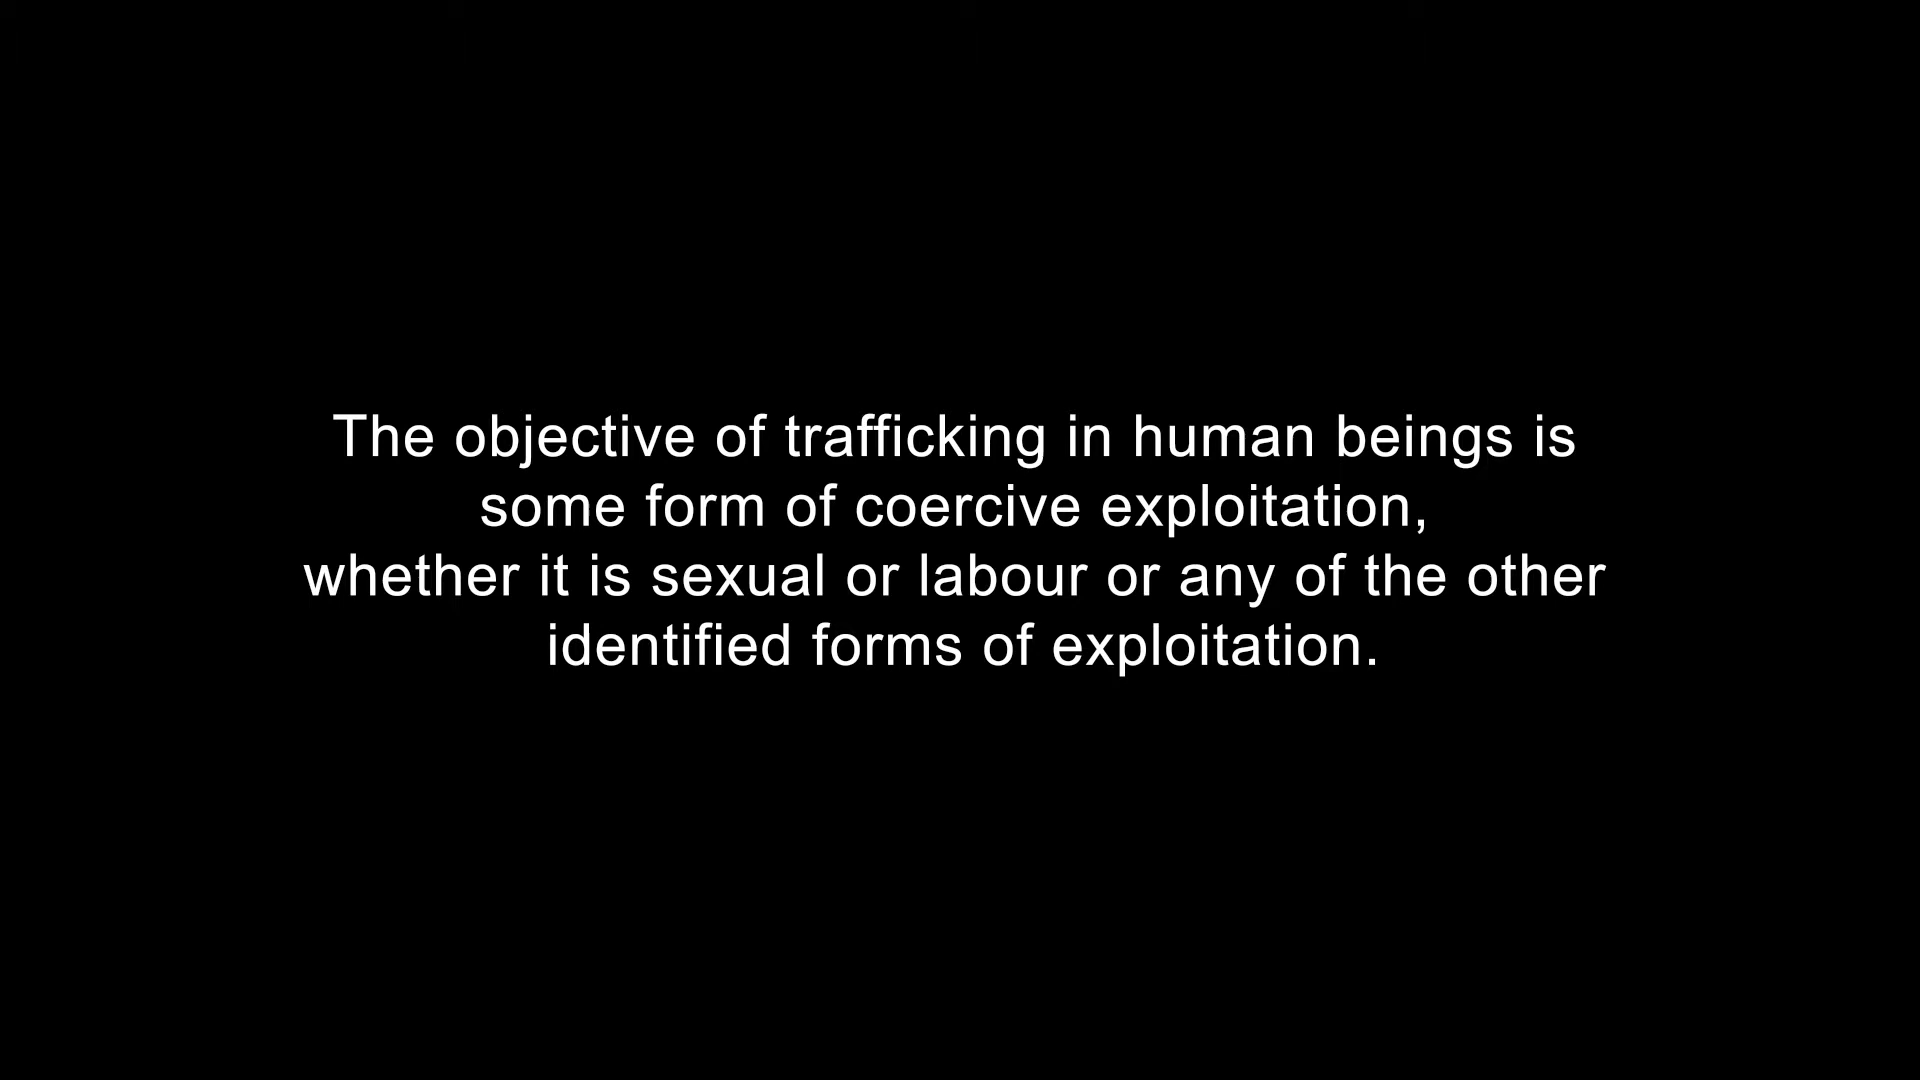 The objective of trafficking in human beings is
some form of coercive exploitation,
whether it is sexual or labour or any of the other
identified forms of exploitation.